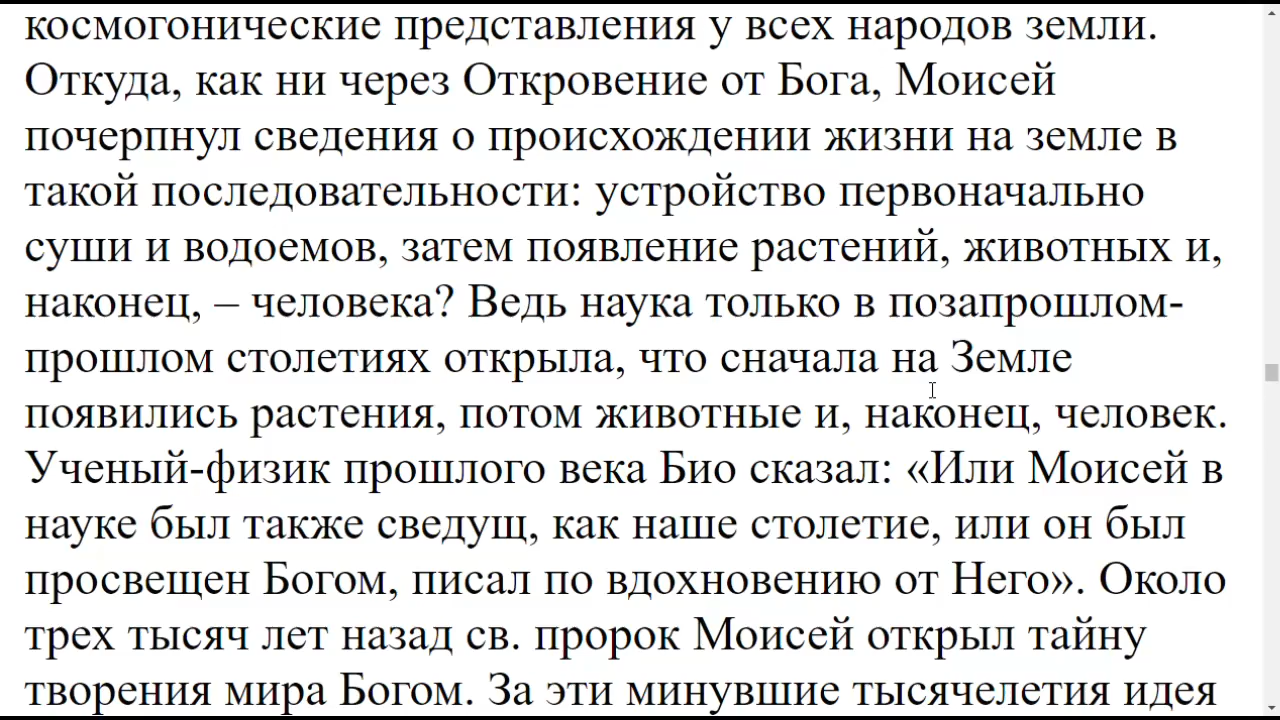 космогонические представления у всех народов земли.
Откуда, как ни через Откровение от Бога, Моисей
почерпнул сведения о происхождении жизни на земле в
такой последовательности: устройство первоначально
суши и водоемов, затем появление растений, животных и,
наконец, – человека? Ведь наука только в позапрошлом-
прошлом столетиях открыла, что сначала на Земле
появились растения, потом животные и, наконец, человек.
Ученый-физик прошлого века Био сказал: «Или Моисей в
науке был также сведущ, как наше столетие, или он был
просвещен Богом, писал по вдохновению от Него». Около
трех тысяч лет назад св. пророк Моисей открыл тайну
творения мира Богом. За эти минувшие тысячелетия идея